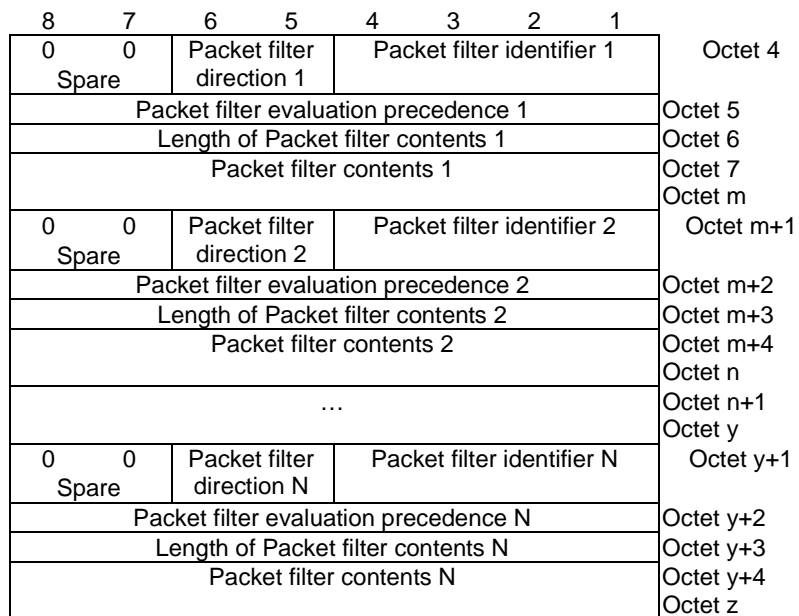 8 7 6 5 4 3 2 1
0 0 Packet filter Packet filter identifier 1 Octet 4
Spare direction 1
Packet filter evaluation precedence 1 Octet 5
Length of Packet filter contents 1 Octet 6
Packet filter contents 1 Octet 7
Octet m
0 0 Packet filter Packet filter identifier 2 Octet m+1
Spare direction 2
Packet filter evaluation precedence 2 Octet m+2
Length of Packet filter contents 2 Octet m+3
Packet filter contents 2 Octet m+4
Octet n
… Octet n+1
Octet y
0 0 Packet filter Packet filter identifier N Octet y+1
Spare direction N
Packet filter evaluation precedence N Octet y+2
Length of Packet filter contents N Octet y+3
Packet filter contents N Octet y+4
Octet z